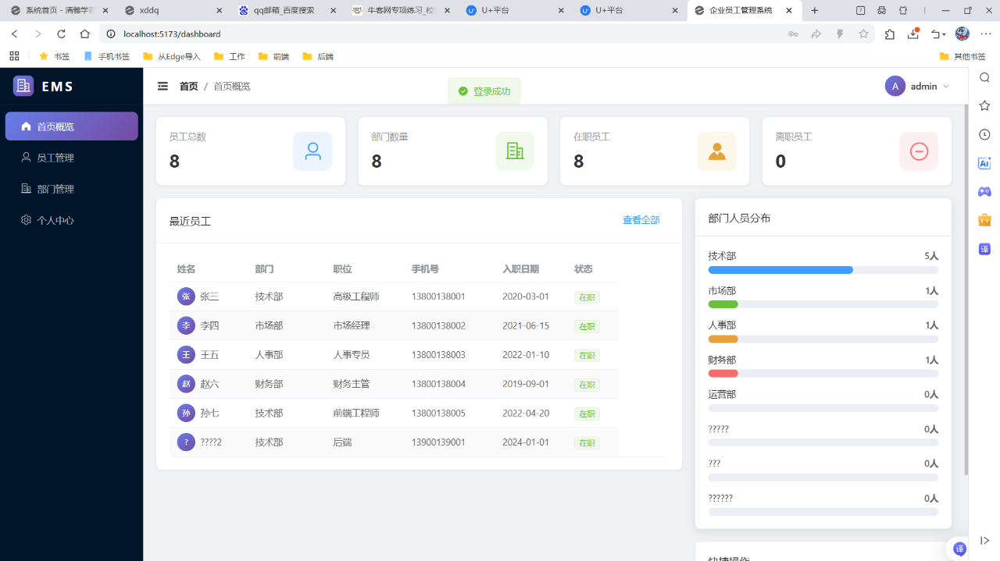 系统首页 - 清雅学苑
xddq
qq邮箱_百度搜索
牛客网专项练习_校
U+平台
U+平台
企业员工管理系统
localhost:5173/dashboard
书签
手机书签
从Edge导入
工作
前端
后端
其他书签
EMS
首页 / 首页概览
登录成功
A
admin
首页概览
员工管理
部门管理
个人中心
员工总数
8
部门数量
8
在职员工
8
离职员工
0
最近员工
查看全部
姓名 部门 职位 手机号 入职日期 状态
张 张三 技术部 高级工程师 13800138001 2020-03-01 在职
李 李四 市场部 市场经理 13800138002 2021-06-15 在职
王 王五 人事部 人事专员 13800138003 2022-01-10 在职
赵 赵六 财务部 财务主管 13800138004 2019-09-01 在职
孙 孙七 技术部 前端工程师 13800138005 2022-04-20 在职
? ????2 技术部 后端 13900139001 2024-01-01 在职
部门人员分布
技术部 5人
市场部 1人
人事部 1人
财务部 1人
运营部 0人
????? 0人
??? 0人
?????? 0人
快捷操作
译
译